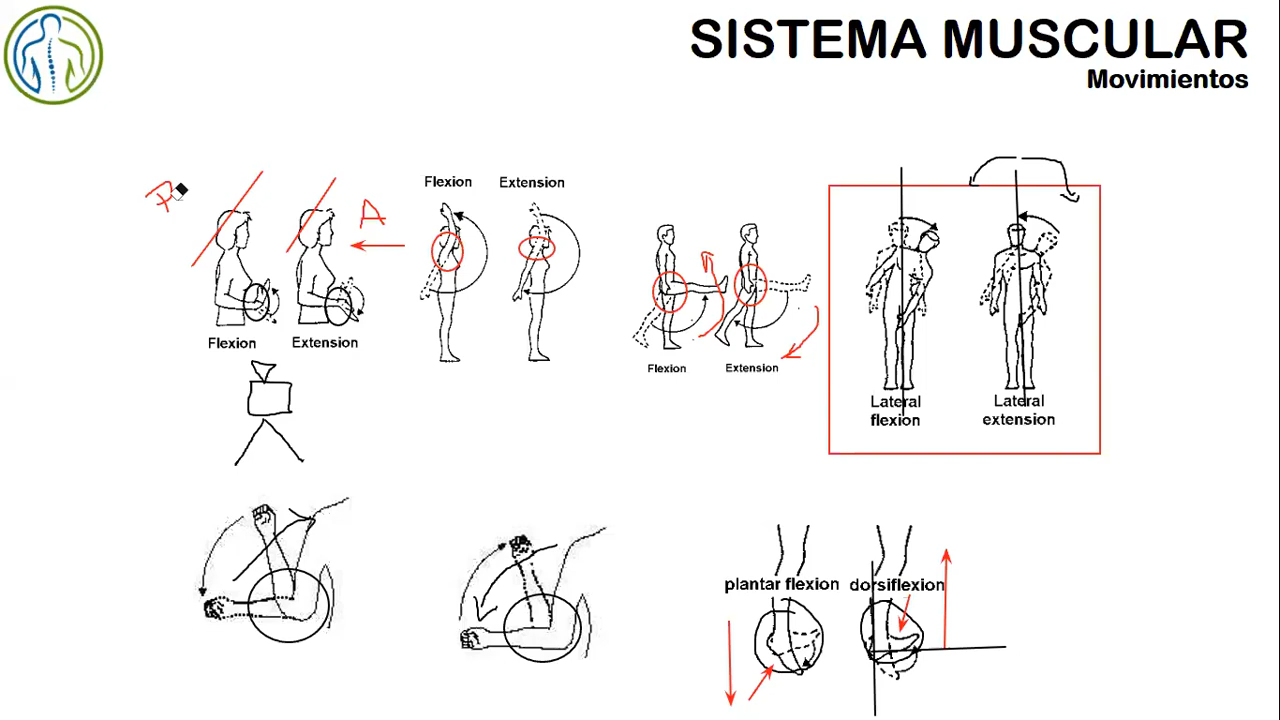 SISTEMA MUSCULAR
Movimientos
Flexion
Extension
A
Flexion
Extension
Flexion
Extension
Lateral
flexion
Lateral
extension
plantar flexion
dorsiflexion